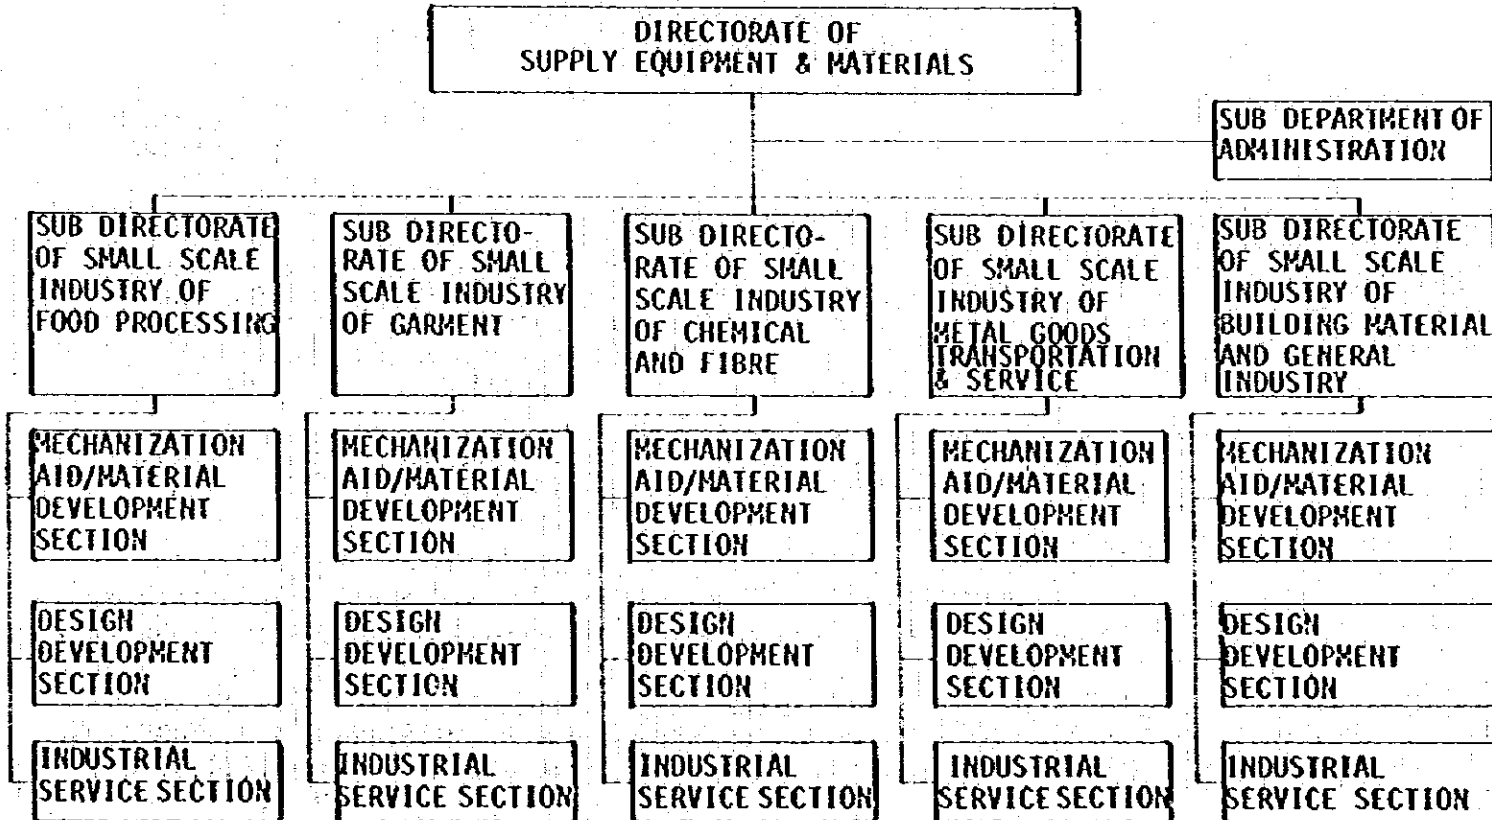 DIRECTORATE OF
SUPPLY EQUIPMENT & MATERIALS
SUB DEPARTMENT OF
ADMINISTRATION
SUB DIRECTORATE
OF SMALL SCALE
INDUSTRY OF
FOOD PROCESSING
SUB DIRECTO-
RATE OF SMALL
SCALE INDUSTRY
OF GARMENT
SUB DIRECTO-
RATE OF SMALL
SCALE INDUSTRY
OF CHEMICAL
AND FIBRE
SUB DIRECTORATE
OF SMALL SCALE
INDUSTRY OF
METAL GOODS
TRANSPORTATION
& SERVICE
SUB DIRECTORATE
OF SMALL SCALE
INDUSTRY OF
BUILDING MATERIAL
AND GENERAL
INDUSTRY
MECHANIZATION
AID/MATERIAL
DEVELOPMENT
SECTION
MECHANIZATION
AID/MATERIAL
DEVELOPMENT
SECTION
MECHANIZATION
AID/MATERIAL
DEVELOPMENT
SECTION
MECHANIZATION
AID/MATERIAL
DEVELOPMENT
SECTION
MECHANIZATION
AID/MATERIAL
DEVELOPMENT
SECTION
DESIGN
DEVELOPMENT
SECTION
DESIGN
DEVELOPMENT
SECTION
DESIGN
DEVELOPMENT
SECTION
DESIGN
DEVELOPMENT
SECTION
DESIGN
DEVELOPMENT
SECTION
INDUSTRIAL
SERVICE SECTION
INDUSTRIAL
SERVICE SECTION
INDUSTRIAL
SERVICE SECTION
INDUSTRIAL
SERVICE SECTION
INDUSTRIAL
SERVICE SECTION